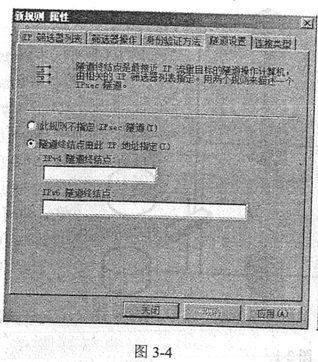 新规则 属性
IP 筛选器列表 筛选器操作 身份验证方法 隧道设置 连接类型
隧道终结点是最接近 IP 流量目标的隧道操作计算机，
由相关的 IP 筛选器列表指定。用两个规则来描述一个
IPsec 隧道。
此规则不指定 IPsec 隧道(T)
隧道终结点由此 IP 地址指定(I)
IPv4 隧道终结点:
IPv6 隧道终结点:
关闭 取消 应用(A)
图 3-4